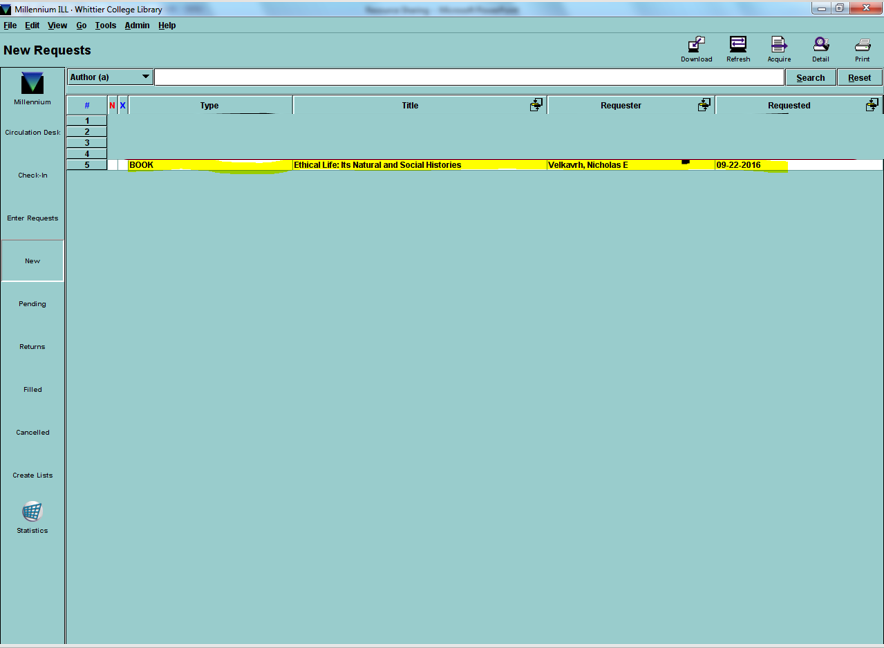 Millennium ILL · Whittier College Library
Resource Sharing - Microsoft PowerPoint
File Edit View Go Tools Admin Help
New Requests
Download Refresh Acquire Detail Print
Author (a) Search Reset
Millennium
# N X Type Title Requester Requested
1
2
3
4
5 BOOK Ethical Life: Its Natural and Social Histories Velkavrh, Nicholas E 09-22-2016
Circulation Desk
Check-In
Enter Requests
New
Pending
Returns
Filled
Cancelled
Create Lists
Statistics